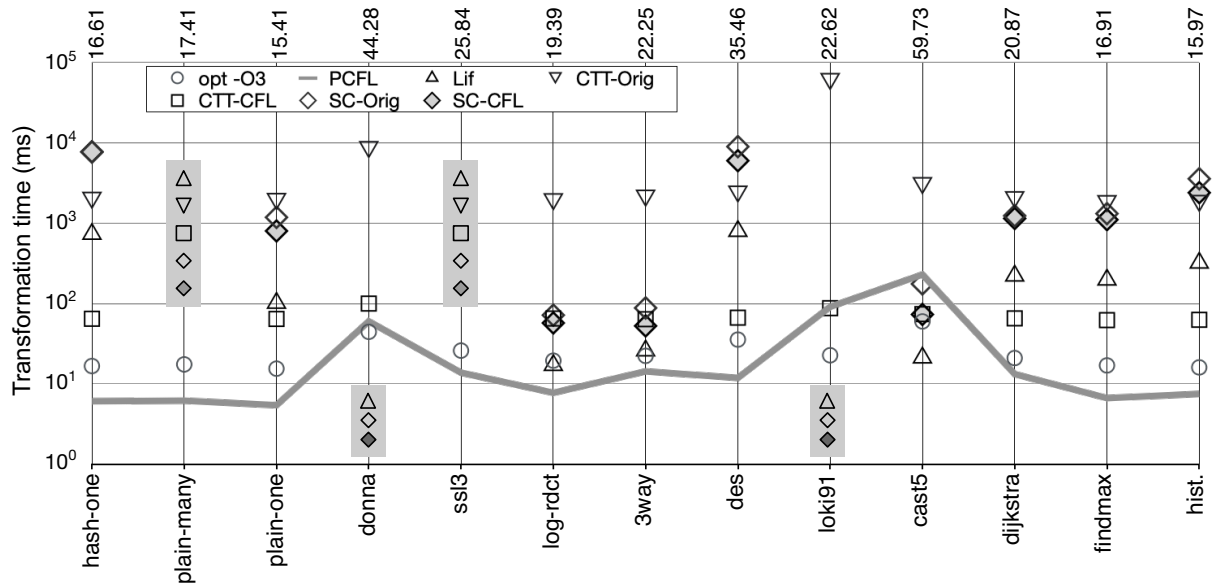 16.61 17.41 15.41 44.28 25.84 19.39 22.25 35.46 22.62 59.73 20.87 16.91 15.97
Transformation time (ms)
10^5
opt -O3 PCFL Lif CTT-Orig
CTT-CFL SC-Orig SC-CFL
10^4
10^3
10^2
10^1
10^0
hash-one plain-many plain-one donna ssl3 log-rdct 3way des loki91 cast5 dijkstra findmax hist.